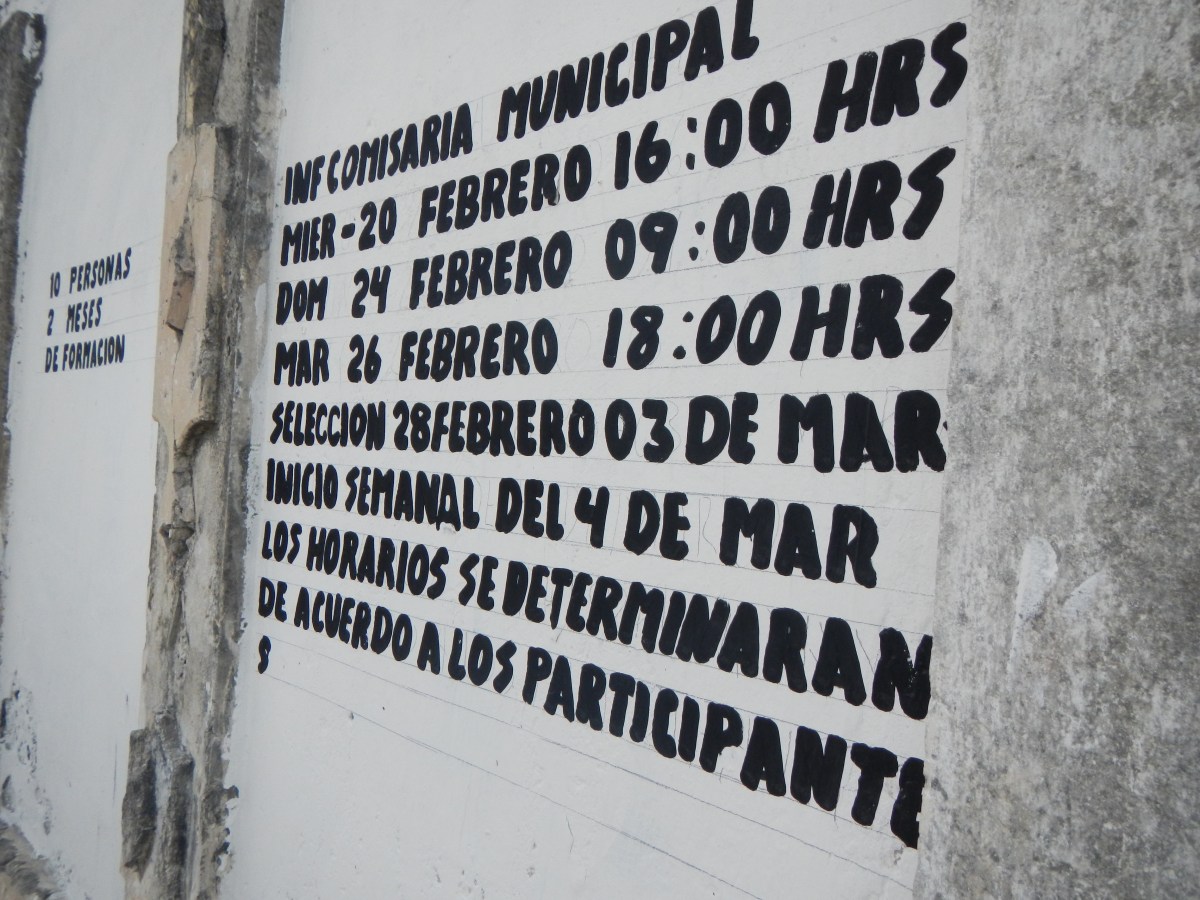 10 PERSONAS
2 MESES
DE FORMACION
INF COMISARIA MUNICIPAL
MIER-20 FEBRERO 16:00 HRS
DOM 24 FEBRERO 09:00 HRS
MAR 26 FEBRERO 18:00 HRS
SELECCION 28 FEBRERO 03 DE MAR
INICIO SEMANAL DEL 4 DE MAR
LOS HORARIOS SE DETERMINARAN
DE ACUERDO A LOS PARTICIPANTE
S